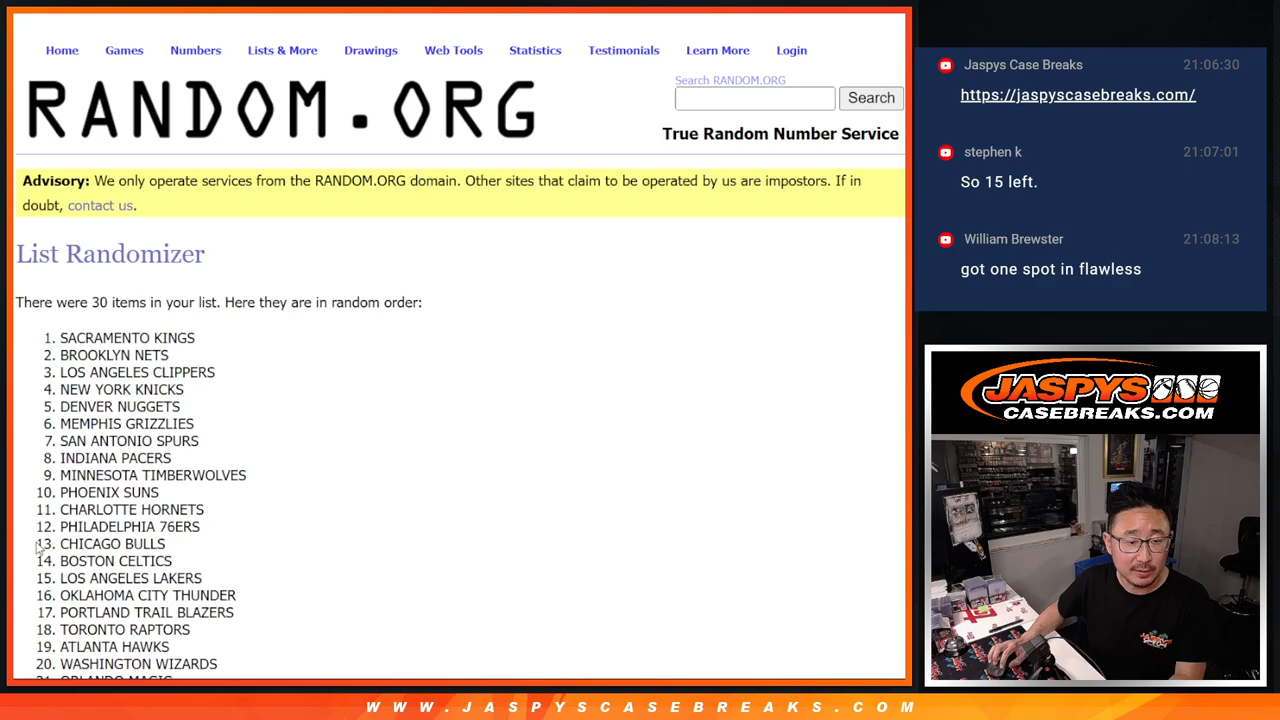 Home Games Numbers Lists & More Drawings Web Tools Statistics Testimonials Learn More Login
RANDOM.ORG
Search RANDOM.ORG
Search
True Random Number Service
Advisory: We only operate services from the RANDOM.ORG domain. Other sites that claim to be operated by us are impostors. If in
doubt, contact us.
List Randomizer
There were 30 items in your list. Here they are in random order:
1. SACRAMENTO KINGS
2. BROOKLYN NETS
3. LOS ANGELES CLIPPERS
4. NEW YORK KNICKS
5. DENVER NUGGETS
6. MEMPHIS GRIZZLIES
7. SAN ANTONIO SPURS
8. INDIANA PACERS
9. MINNESOTA TIMBERWOLVES
10. PHOENIX SUNS
11. CHARLOTTE HORNETS
12. PHILADELPHIA 76ERS
13. CHICAGO BULLS
14. BOSTON CELTICS
15. LOS ANGELES LAKERS
16. OKLAHOMA CITY THUNDER
17. PORTLAND TRAIL BLAZERS
18. TORONTO RAPTORS
19. ATLANTA HAWKS
20. WASHINGTON WIZARDS
21. ORLANDO MAGIC
Jaspys Case Breaks 21:06:30
https://jaspyscasebreaks.com/
stephen k 21:07:01
So 15 left.
William Brewster 21:08:13
got one spot in flawless
JASPYS
CASEBREAKS.COM
WWW.JASPYSCASEBREAKS.COM